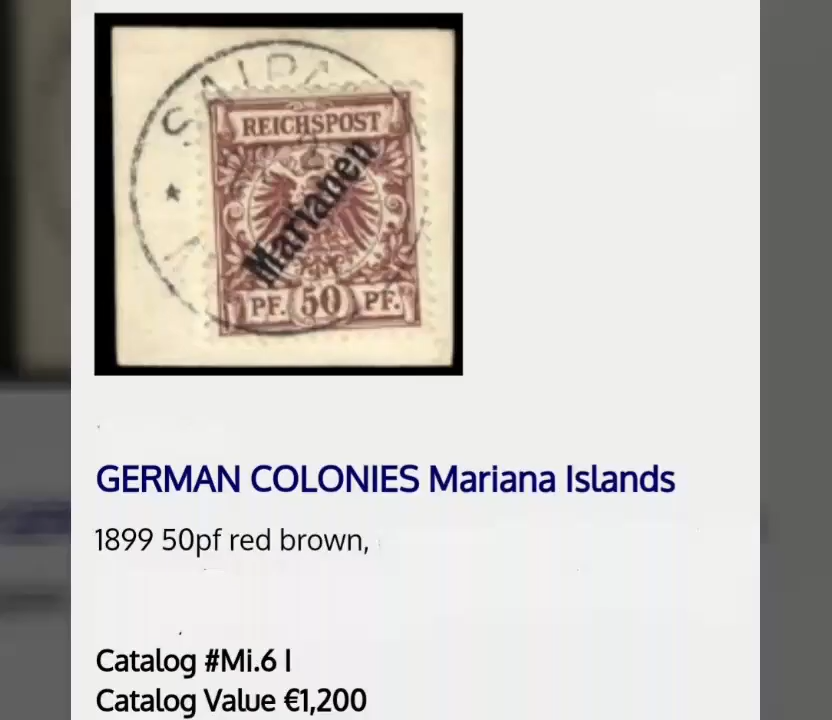 SAIPA
REICHSPOST
Marianen
PF. 50 PF.
GERMAN COLONIES Mariana Islands
1899 50pf red brown,
Catalog #Mi.6 I
Catalog Value €1,200